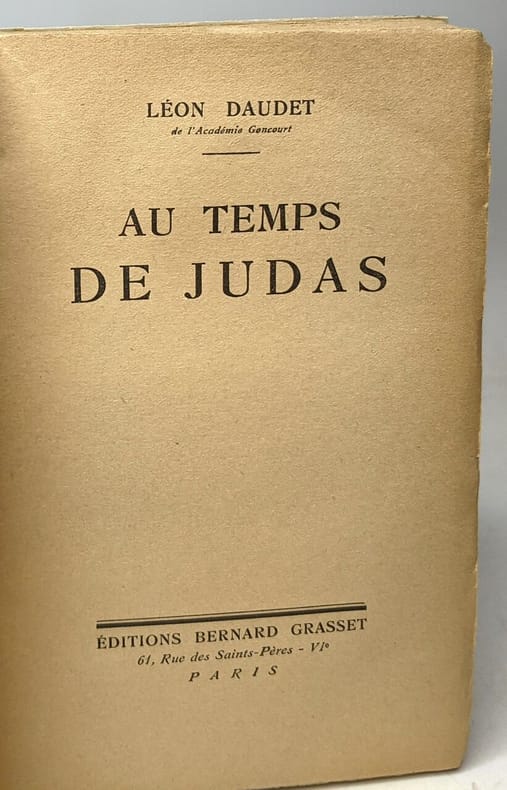 LÉON DAUDET
de l'Académie Goncourt
AU TEMPS
DE JUDAS
ÉDITIONS BERNARD GRASSET
61, Rue des Saints-Pères - VIᵉ
PARIS